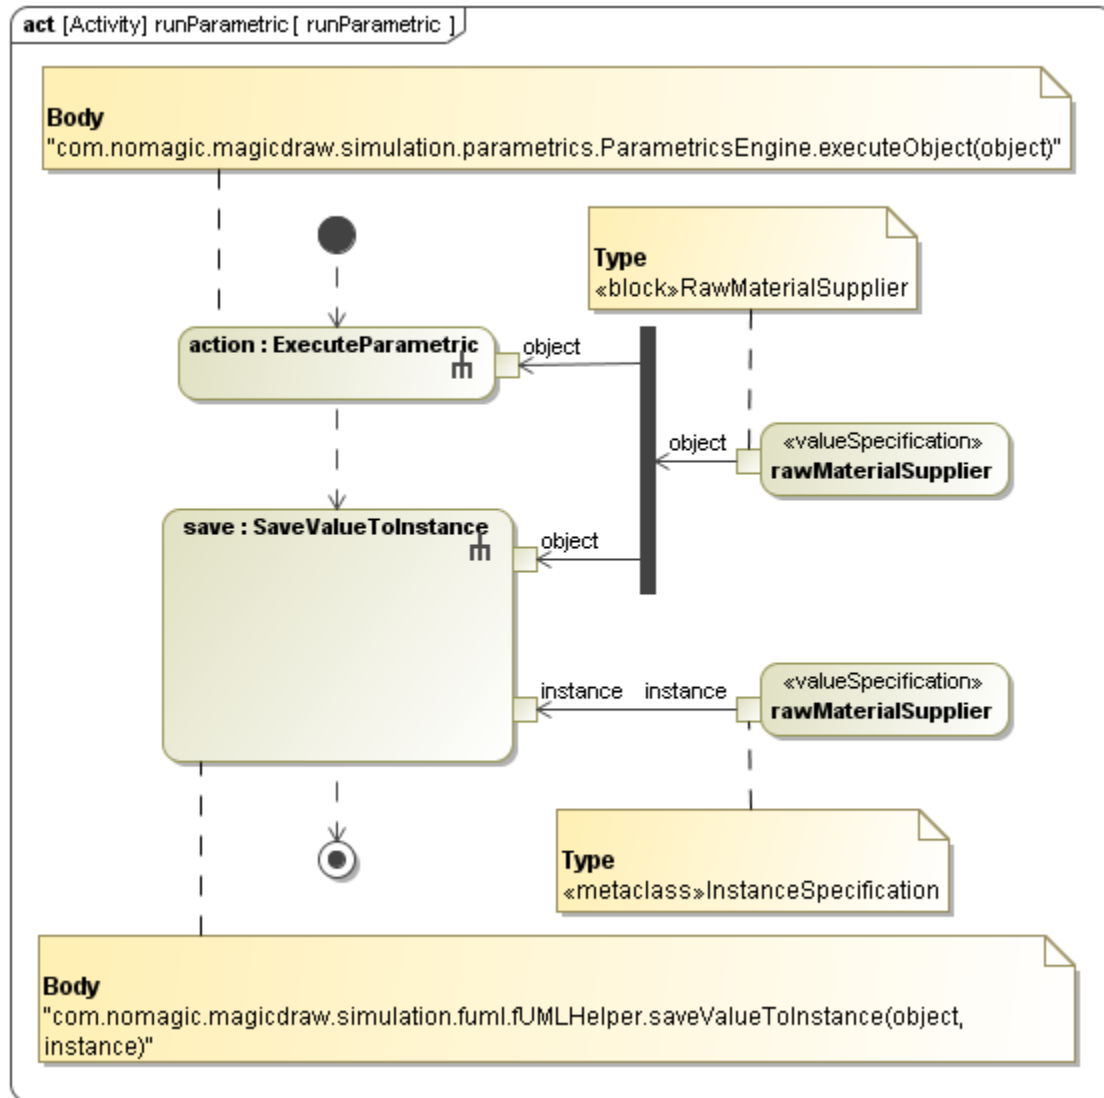 act [Activity] runParametric [ runParametric ]
Body
"com.nomagic.magicdraw.simulation.parametrics.ParametricsEngine.executeObject(object)"
Type
«block»RawMaterialSupplier
action : ExecuteParametric
object
object
«valueSpecification»
rawMaterialSupplier
save : SaveValueToInstance
object
instance instance
«valueSpecification»
rawMaterialSupplier
Type
«metaclass»InstanceSpecification
Body
"com.nomagic.magicdraw.simulation.fuml.fUMLHelper.saveValueToInstance(object,
instance)"